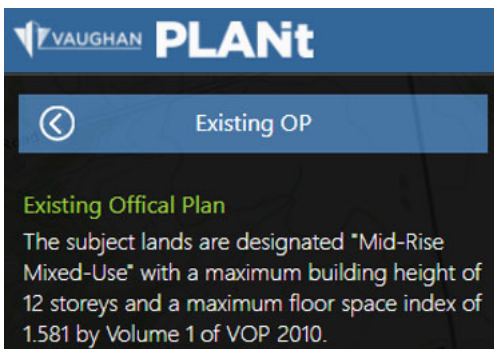 VAUGHAN PLANt
Existing OP
Existing Offical Plan
The subject lands are designated "Mid-Rise
Mixed-Use" with a maximum building height of
12 storeys and a maximum floor space index of
1.581 by Volume 1 of VOP 2010.